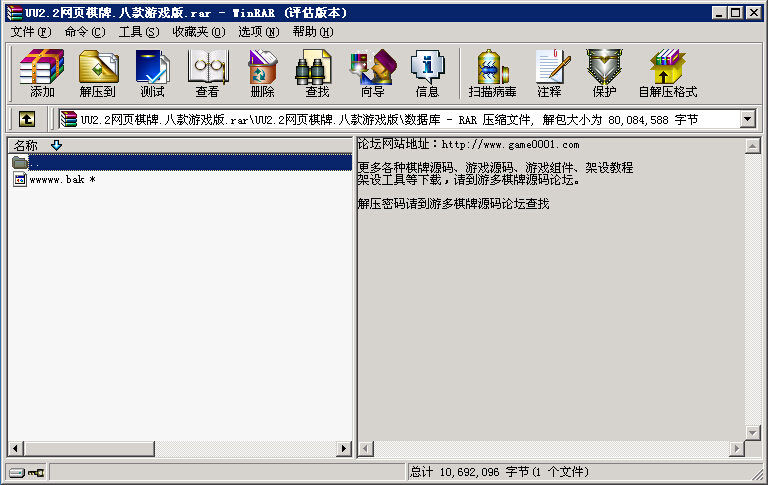 UU2.2网页棋牌.八款游戏版.rar - WinRAR (评估版本)
文件(F) 命令(C) 工具(S) 收藏夹(O) 选项(N) 帮助(H)
添加 解压到 测试 查看 删除 查找 向导 信息 扫描病毒 注释 保护 自解压格式
UU2.2网页棋牌.八款游戏版.rar\UU2.2网页棋牌.八款游戏版\数据库 - RAR 压缩文件, 解包大小为 80,084,588 字节
名称
..
wwwww.bak *
论坛网站地址：http://www.game0001.com
更多各种棋牌源码、游戏源码、游戏组件、架设教程
架设工具等下载，请到游多棋牌源码论坛。
解压密码请到游多棋牌源码论坛查找
总计 10,692,096 字节(1 个文件)